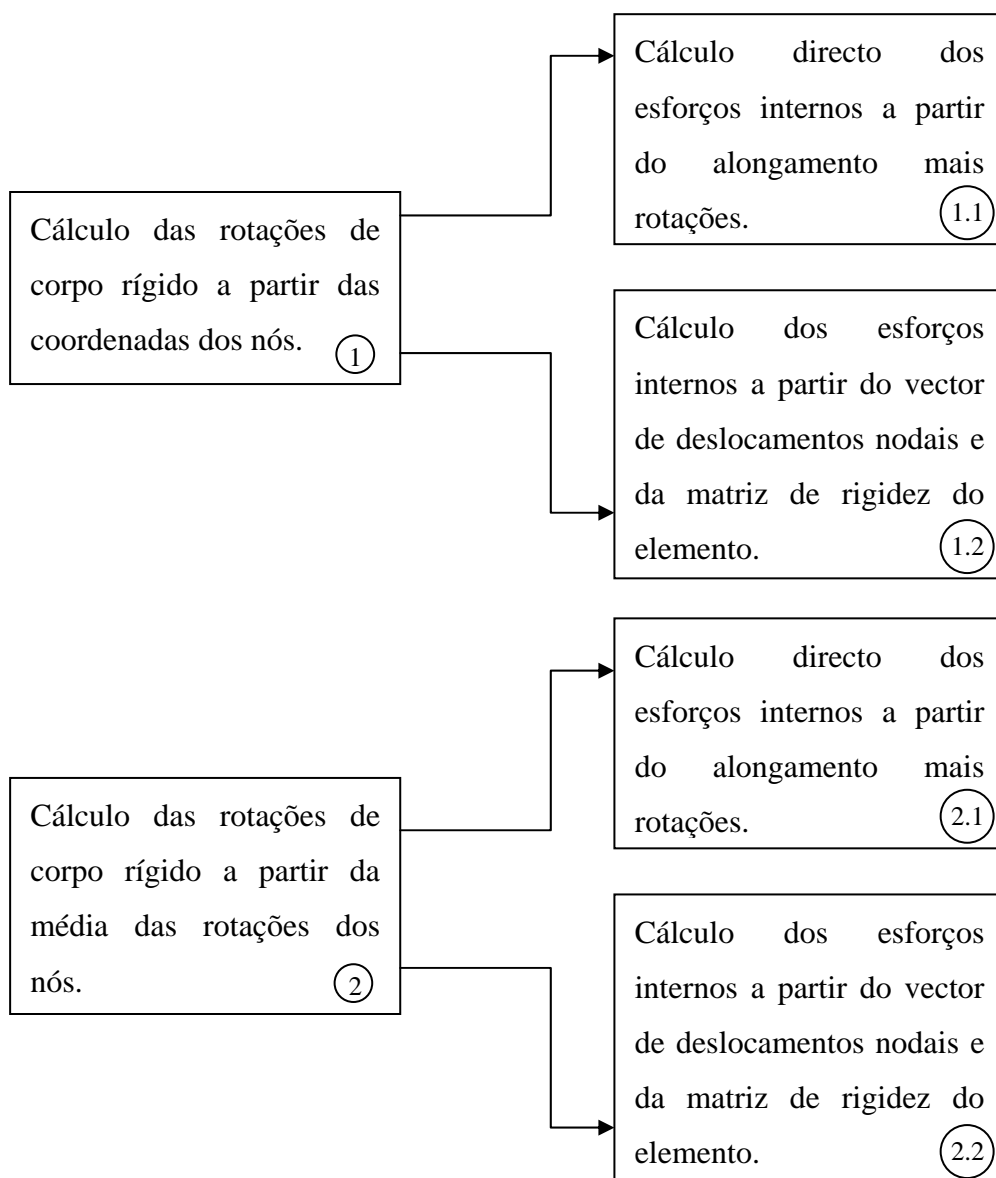 Cálculo directo dos
esforços internos a partir
do alongamento mais
rotações.
1.1
Cálculo das rotações de
corpo rígido a partir das
coordenadas dos nós.
1
Cálculo dos esforços
internos a partir do vector
de deslocamentos nodais e
da matriz de rigidez do
elemento.
1.2
Cálculo directo dos
esforços internos a partir
do alongamento mais
rotações.
2.1
Cálculo das rotações de
corpo rígido a partir da
média das rotações dos
nós.
2
Cálculo dos esforços
internos a partir do vector
de deslocamentos nodais e
da matriz de rigidez do
elemento.
2.2